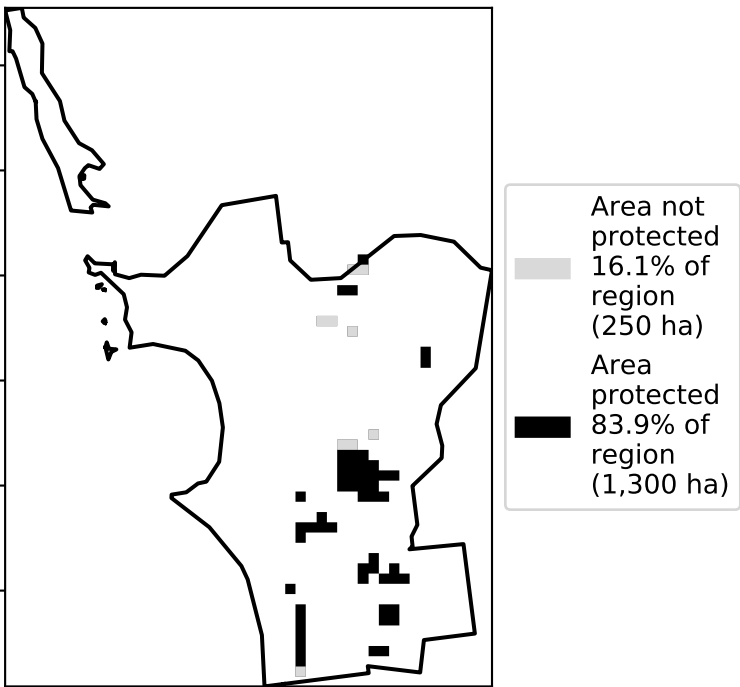 Area not
protected
16.1% of
region
(250 ha)
Area
protected
83.9% of
region
(1,300 ha)